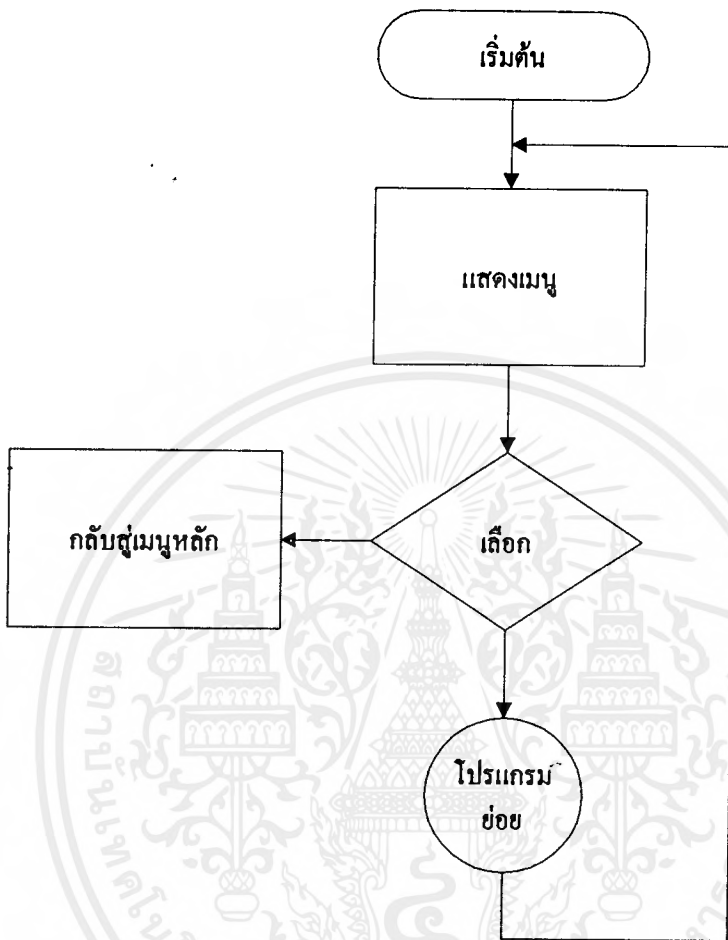 เริ่มต้น
แสดงเมนู
กลับสู่เมนูหลัก
เลือก
โปรแกรม
ย่อย